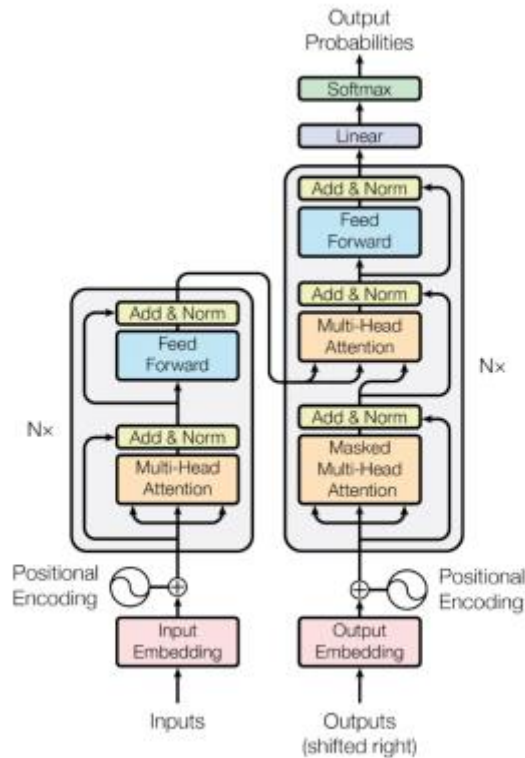 Output
Probabilities
Softmax
Linear
Add & Norm
Feed
Forward
Add & Norm
Multi-Head
Attention
Add & Norm
Masked
Multi-Head
Attention
Nx
Add & Norm
Feed
Forward
Add & Norm
Multi-Head
Attention
Nx
Positional
Encoding
Positional
Encoding
Input
Embedding
Output
Embedding
Inputs
Outputs
(shifted right)